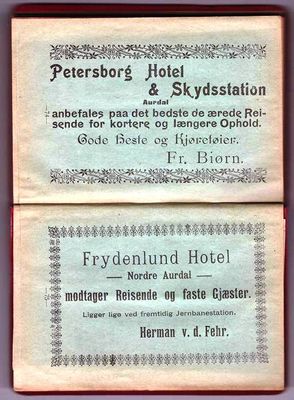 Petersborg Hotel
& Skydsstation
Aurdal
anbefales paa det bedste de ærede Rei-
sende for kortere og længere Ophold.
Gode Heste og Kjøretøier.
Fr. Biørn.
Frydenlund Hotel
— Nordre Aurdal —
modtager Reisende og faste Gjæster.
Ligger lige ved fremtidig Jernbanestation.
Herman v. d. Fehr.